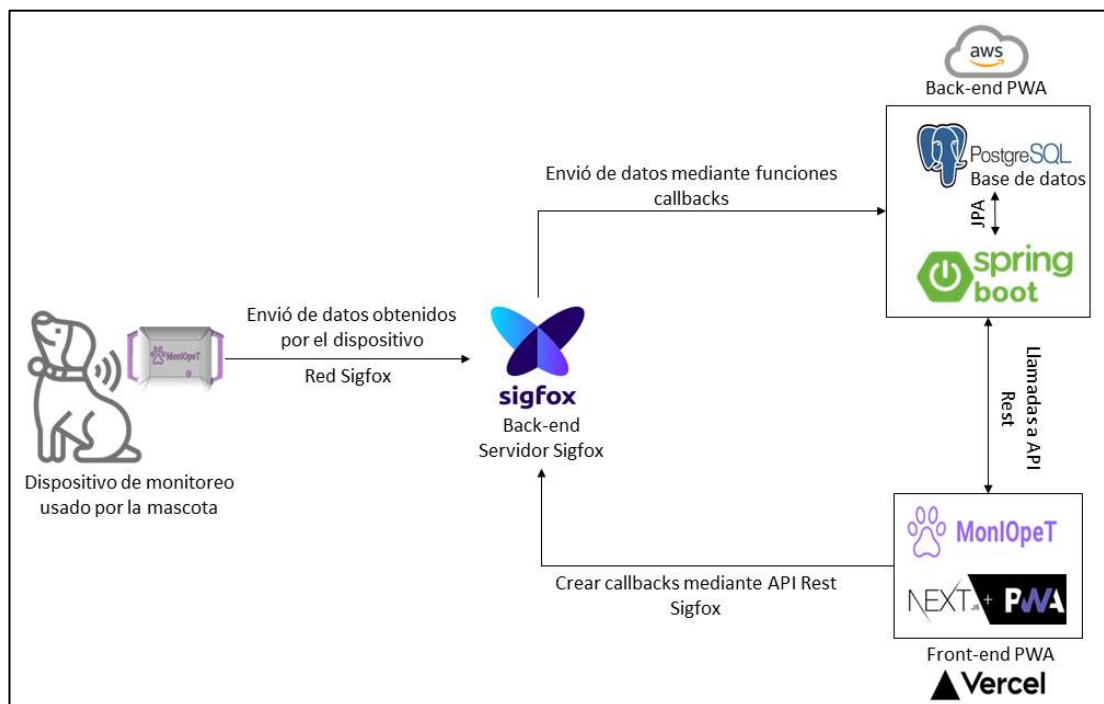 aws
Back-end PWA
PostgreSQL
Base de datos
JPA
spring
boot
Envió de datos mediante funciones
callbacks
Envió de datos obtenidos
por el dispositivo
Red Sigfox
MonIOpeT
sigfox
Back-end
Servidor Sigfox
Dispositivo de monitoreo
usado por la mascota
Llamadas a API
Rest
Crear callbacks mediante API Rest
Sigfox
MonIOpeT
NEXT.JS + PWA
Front-end PWA
Vercel